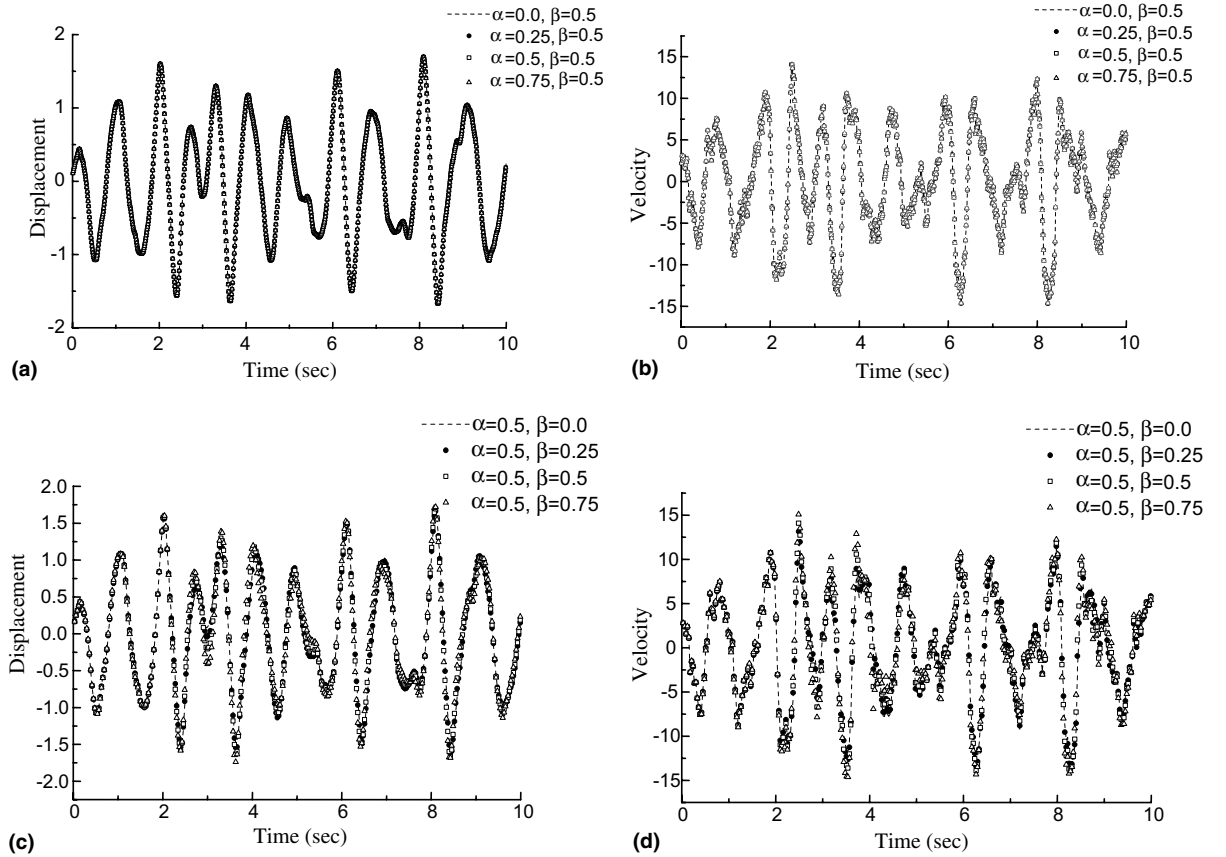 α=0.0, β=0.5
α=0.25, β=0.5
α=0.5, β=0.5
α=0.75, β=0.5
2
1
0
-1
-2
Displacement
0 2 4 6 8 10
Time (sec)
(a)
α=0.0, β=0.5
α=0.25, β=0.5
α=0.5, β=0.5
α=0.75, β=0.5
15
10
5
0
-5
-10
-15
Velocity
0 2 4 6 8 10
Time (sec)
(b)
α=0.5, β=0.0
α=0.5, β=0.25
α=0.5, β=0.5
α=0.5, β=0.75
2.0
1.5
1.0
0.5
0.0
-0.5
-1.0
-1.5
-2.0
Displacement
0 2 4 6 8 10
Time (sec)
(c)
α=0.5, β=0.0
α=0.5, β=0.25
α=0.5, β=0.5
α=0.5, β=0.75
15
10
5
0
-5
-10
-15
Velocity
0 2 4 6 8 10
Time (sec)
(d)